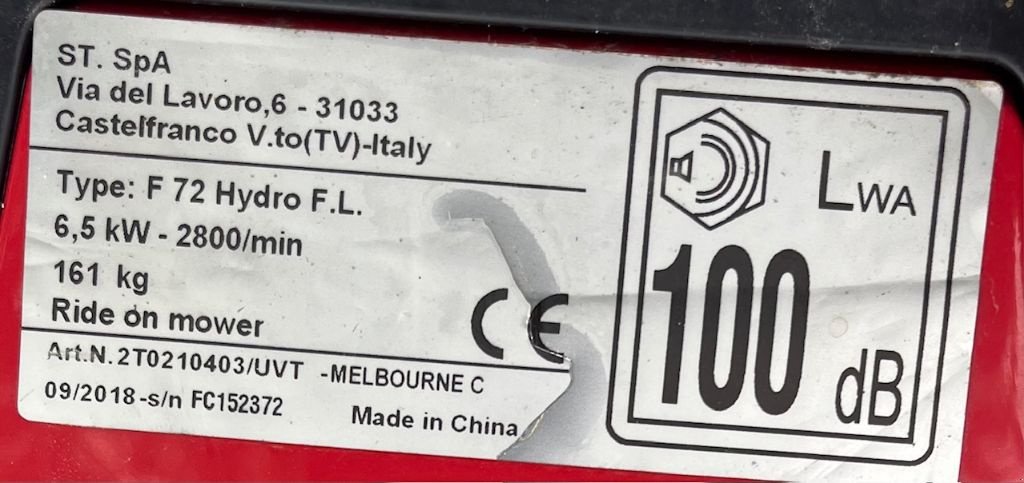 ST. SpA
Via del Lavoro,6 - 31033
Castelfranco V.to(TV)-Italy
Type: F 72 Hydro F.L.
6,5 kW - 2800/min
161 kg
Ride on mower
CE
Art.N. 2T0210403/UVT -MELBOURNE C
09/2018 -s/n FC152372
Made in China
LWA
100
dB